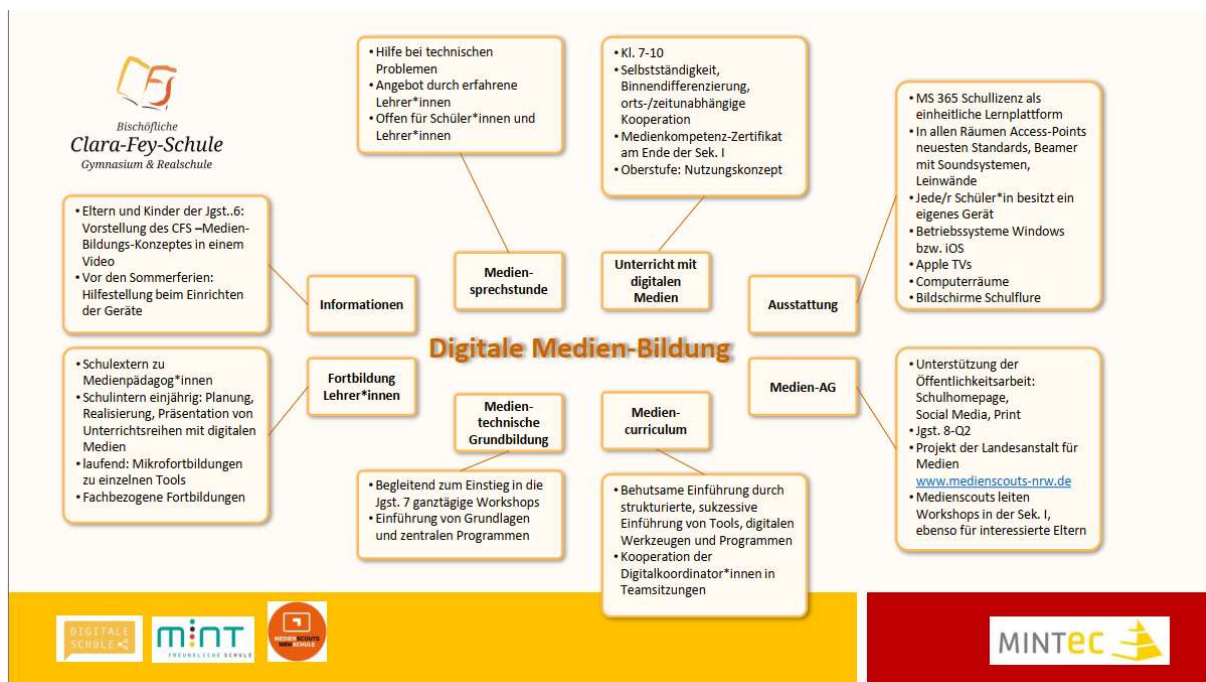 Bischöfliche
Clara-Fey-Schule
Gymnasium & Realschule
• Hilfe bei technischen
Problemen
• Angebot durch erfahrene
Lehrer*innen
• Offen für Schüler*innen und
Lehrer*innen
• Kl. 7-10
• Selbstständigkeit,
Binnendifferenzierung,
orts-/zeitunabhängige
Kooperation
• Medienkompetenz-Zertifikat
am Ende der Sek. I
• Oberstufe: Nutzungskonzept
• MS 365 Schullizenz als
einheitliche Lernplattform
• In allen Räumen Access-Points
neuesten Standards, Beamer
mit Soundsystemen,
Leinwände
• Jede/r Schüler*in besitzt ein
eigenes Gerät
• Betriebssysteme Windows
bzw. iOS
• Apple TVs
• Computerräume
• Bildschirme Schulflure
• Eltern und Kinder der Jgst..6:
Vorstellung des CFS –Medien-
Bildungs-Konzeptes in einem
Video
• Vor den Sommerferien:
Hilfestellung beim Einrichten
der Geräte
Informationen
Medien-
sprechstunde
Unterricht mit
digitalen
Medien
Ausstattung
Digitale Medien-Bildung
• Schulextern zu
Medienpädagog*innen
• Schulintern einjährig: Planung,
Realisierung, Präsentation von
Unterrichtsreihen mit digitalen
Medien
• laufend: Mikrofortbildungen
zu einzelnen Tools
• Fachbezogene Fortbildungen
Fortbildung
Lehrer*innen
Medien-
technische
Grundbildung
Medien-
curriculum
Medien-AG
• Begleitend zum Einstieg in die
Jgst. 7 ganztägige Workshops
• Einführung von Grundlagen
und zentralen Programmen
• Behutsame Einführung durch
strukturierte, sukzessive
Einführung von Tools, digitalen
Werkzeugen und Programmen
• Kooperation der
Digitalkoordinator*innen in
Teamsitzungen
• Unterstützung der
Öffentlichkeitsarbeit:
Schulhomepage,
Social Media, Print
• Jgst. 8-Q2
• Projekt der Landesanstalt für
Medien
www.medienscouts-nrw.de
• Medienscouts leiten
Workshops in der Sek. I,
ebenso für interessierte Eltern
DIGITALE
SCHULE
MINT
FREUNDLICHE SCHULE
MEDIENSCOUTS
NRW SCHULE
MINTEC